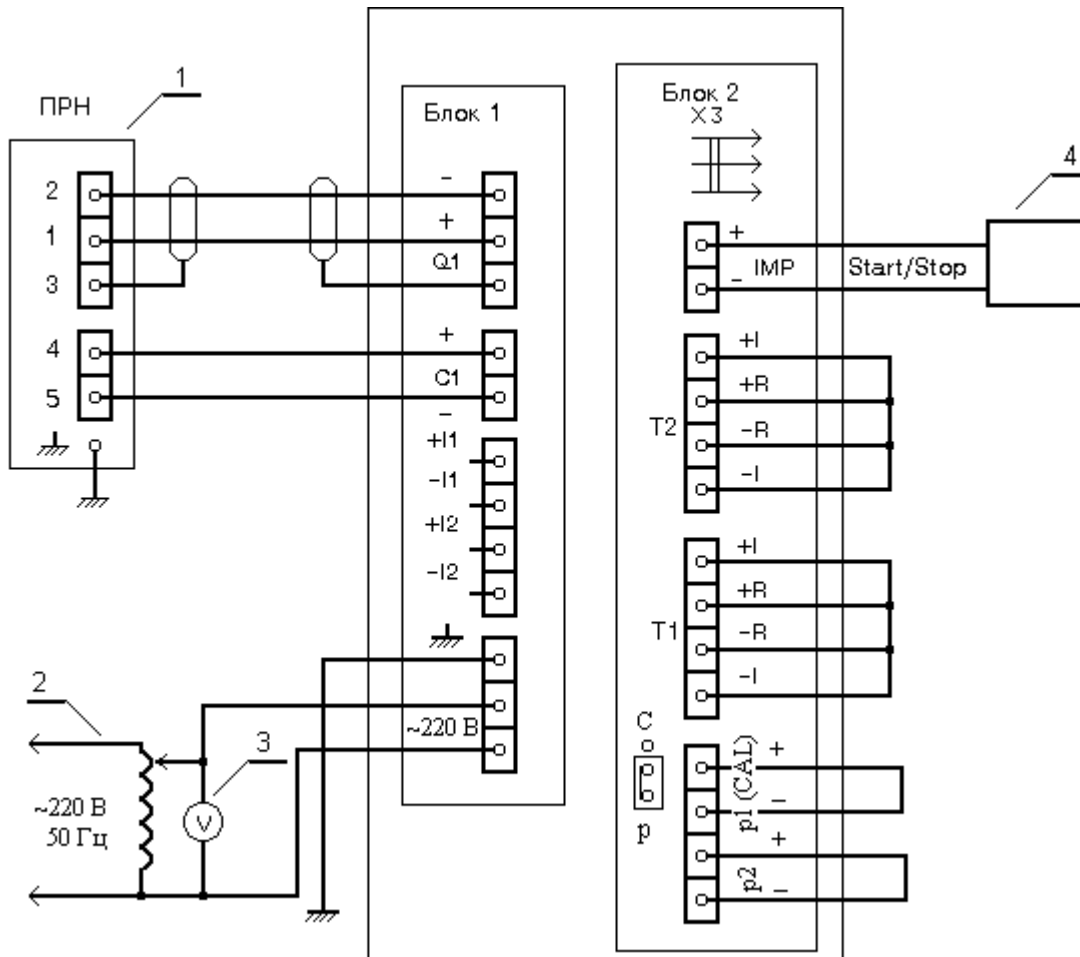 1
ПРН
2
1
3
4
5
Блок 1
-
+
Q1
+
C1
-
+I1
-I1
+I2
-I2
~220 В
2
3
~220 В
50 Гц
V
Блок 2
X3
+
IMP
-
Start/Stop
4
T2
+I
+R
-R
-I
T1
+I
+R
-R
-I
C
p
p1 (CAL)
+
-
p2
+
-